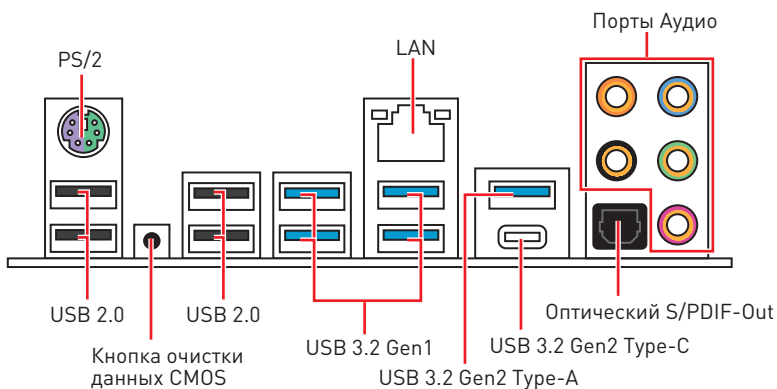 Порты Аудио
PS/2
LAN
USB 2.0
USB 2.0
Оптический S/PDIF-Out
Кнопка очистки
данных CMOS
USB 3.2 Gen1
USB 3.2 Gen2 Type-C
USB 3.2 Gen2 Type-A